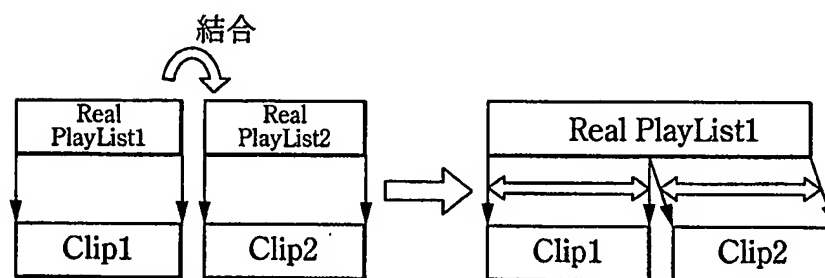 結合
Real
PlayList1
Real
PlayList2
Real PlayList1
Clip1
Clip2
Clip1
Clip2